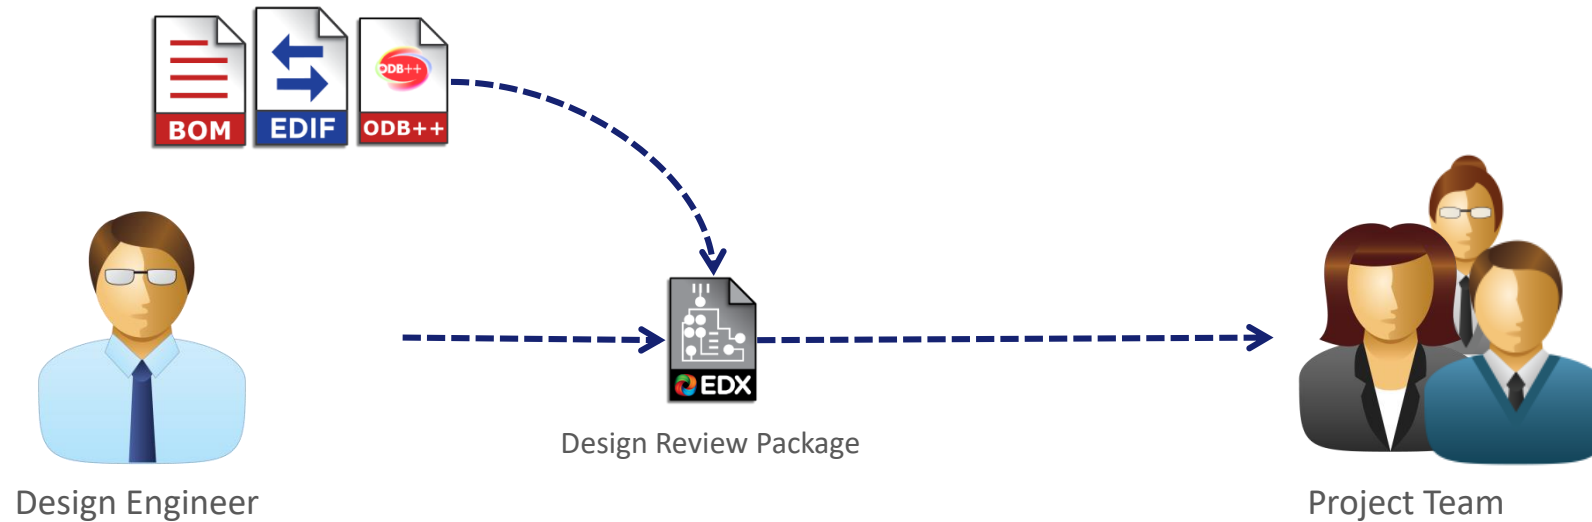 ODB++
BOM
EDIF
ODB++
EDX
Design Review Package
Design Engineer
Project Team